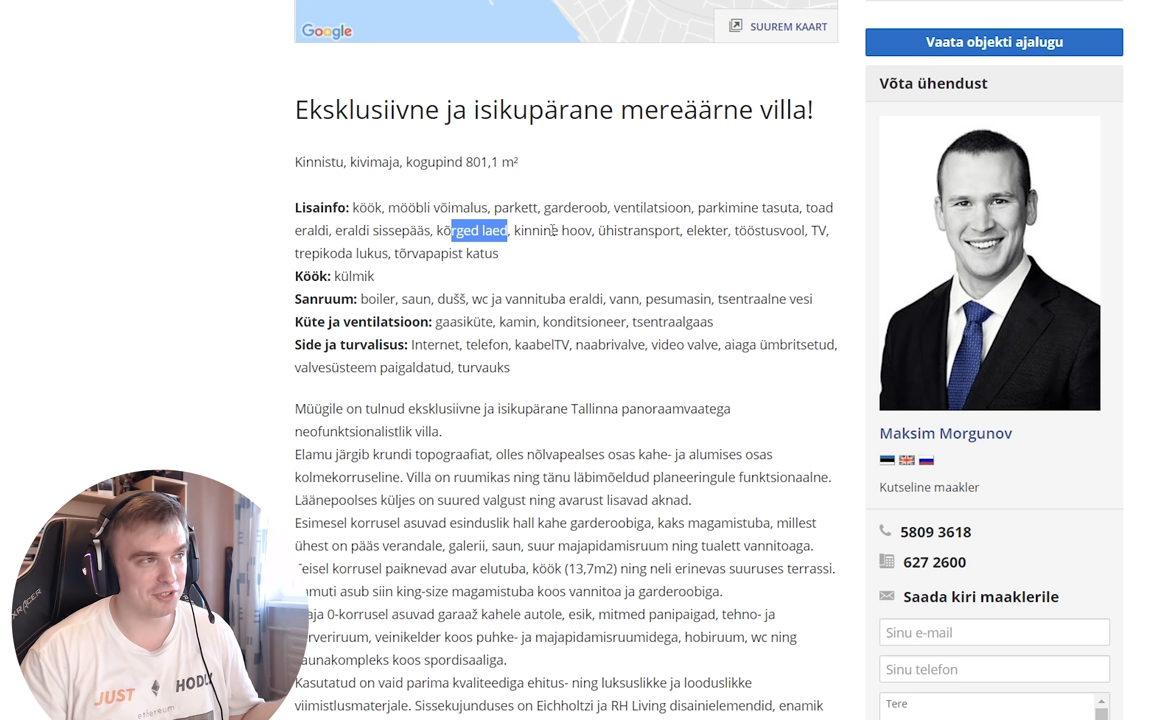 Google
SUUREM KAART
Vaata objekti ajalugu
Võta ühendust
Eksklusiivne ja isikupärane mereäärne villa!
Kinnistu, kivimaja, kogupind 801,1 m²
Lisainfo: köök, mööbli võimalus, parkett, garderoob, ventilatsioon, parkimine tasuta, toad
eraldi, eraldi sissepääs, kõrged laed, kinnine hoov, ühistransport, elekter, tööstusvool, TV,
trepikoda lukus, tõrvapapist katus
Köök: külmik
Sanruum: boiler, saun, dušš, wc ja vannituba eraldi, vann, pesumasin, tsentraalne vesi
Küte ja ventilatsioon: gaasiküte, kamin, konditsioneer, tsentraalgaas
Side ja turvalisus: Internet, telefon, kaabelTV, naabrivalve, video valve, aiaga ümbritsetud,
valvesüsteem paigaldatud, turvauks
Müügile on tulnud eksklusiivne ja isikupärane Tallinna panoraamvaatega
neofunktsionalistlik villa.
Elamu järgib krundi topograafiat, olles nõlvapealses osas kahe- ja alumises osas
kolmekorruseline. Villa on ruumikas ning tänu läbimõeldud planeeringule funktsionaalne.
Läänepoolses küljes on suured valgust ning avarust lisavad aknad.
Esimesel korrusel asuvad esinduslik hall kahe garderoobiga, kaks magamistuba, millest
ühest on pääs verandale, galerii, saun, suur majapidamisruum ning tualett vannitoaga.
eisel korrusel paiknevad avar elutuba, köök (13,7m2) ning neli erinevas suuruses terrassi.
muti asub siin king-size magamistuba koos vannitoa ja garderoobiga.
aja 0-korrusel asuvad garaaž kahele autole, esik, mitmed panipaigad, tehno- ja
rveriruum, veinikelder koos puhke- ja majapidamisruumidega, hobiruum, wc ning
aunakompleks koos spordisaaliga.
Kasutatud on vaid parima kvaliteediga ehitus- ning luksuslikke ja looduslikke
viimistlusmaterjale. Sissekujunduses on Eichholtzi ja RH Living disainielemendid, enamik
Maksim Morgunov
Kutseline maakler
5809 3618
627 2600
Saada kiri maaklerile
Sinu e-mail
Sinu telefon
Tere
JUST HODL
ethereum